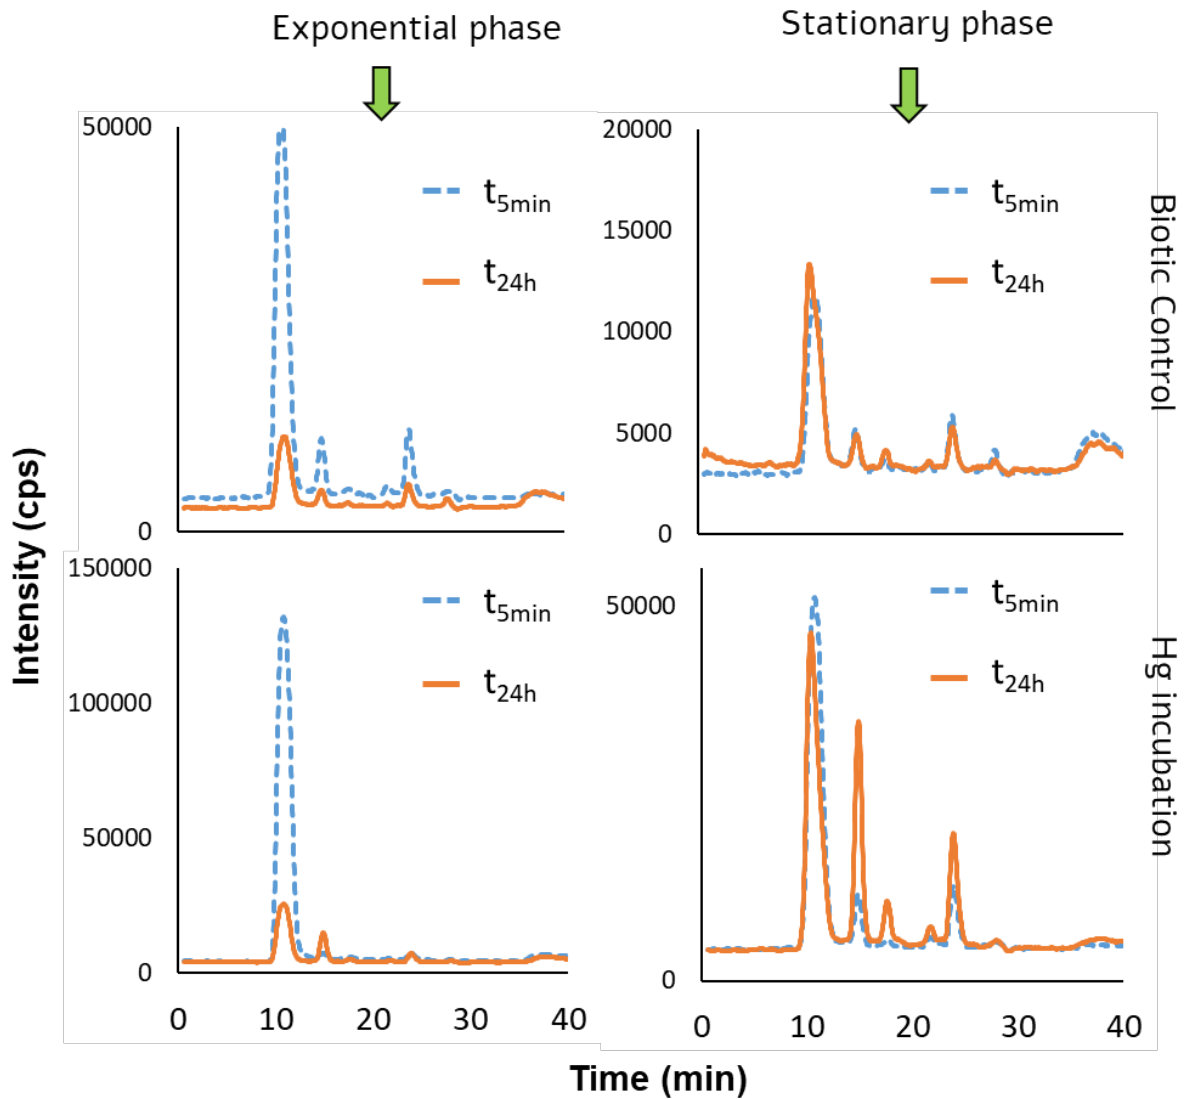 Exponential phase
Stationary phase
50000
0
t5min
t24h
20000
15000
10000
5000
0
t5min
t24h
Biotic Control
150000
100000
50000
0
t5min
t24h
50000
0
t5min
t24h
Hg incubation
Intensity (cps)
0 10 20 30 40
0 10 20 30 40
Time (min)